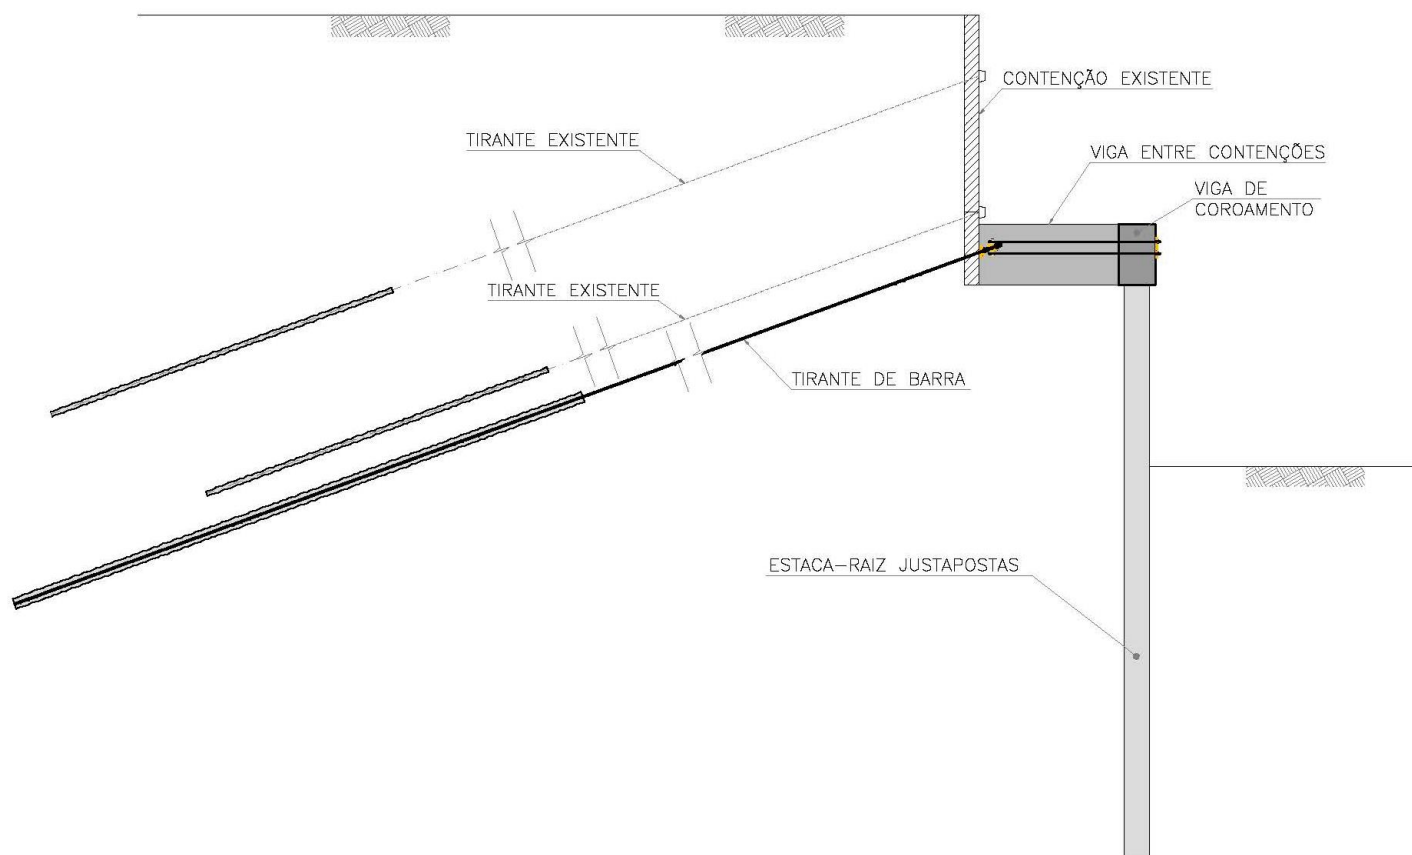 CONTENÇÃO EXISTENTE
TIRANTE EXISTENTE
VIGA ENTRE CONTENÇÕES
VIGA DE
COROAMENTO
TIRANTE EXISTENTE
TIRANTE DE BARRA
ESTACA-RAIZ JUSTAPOSTAS